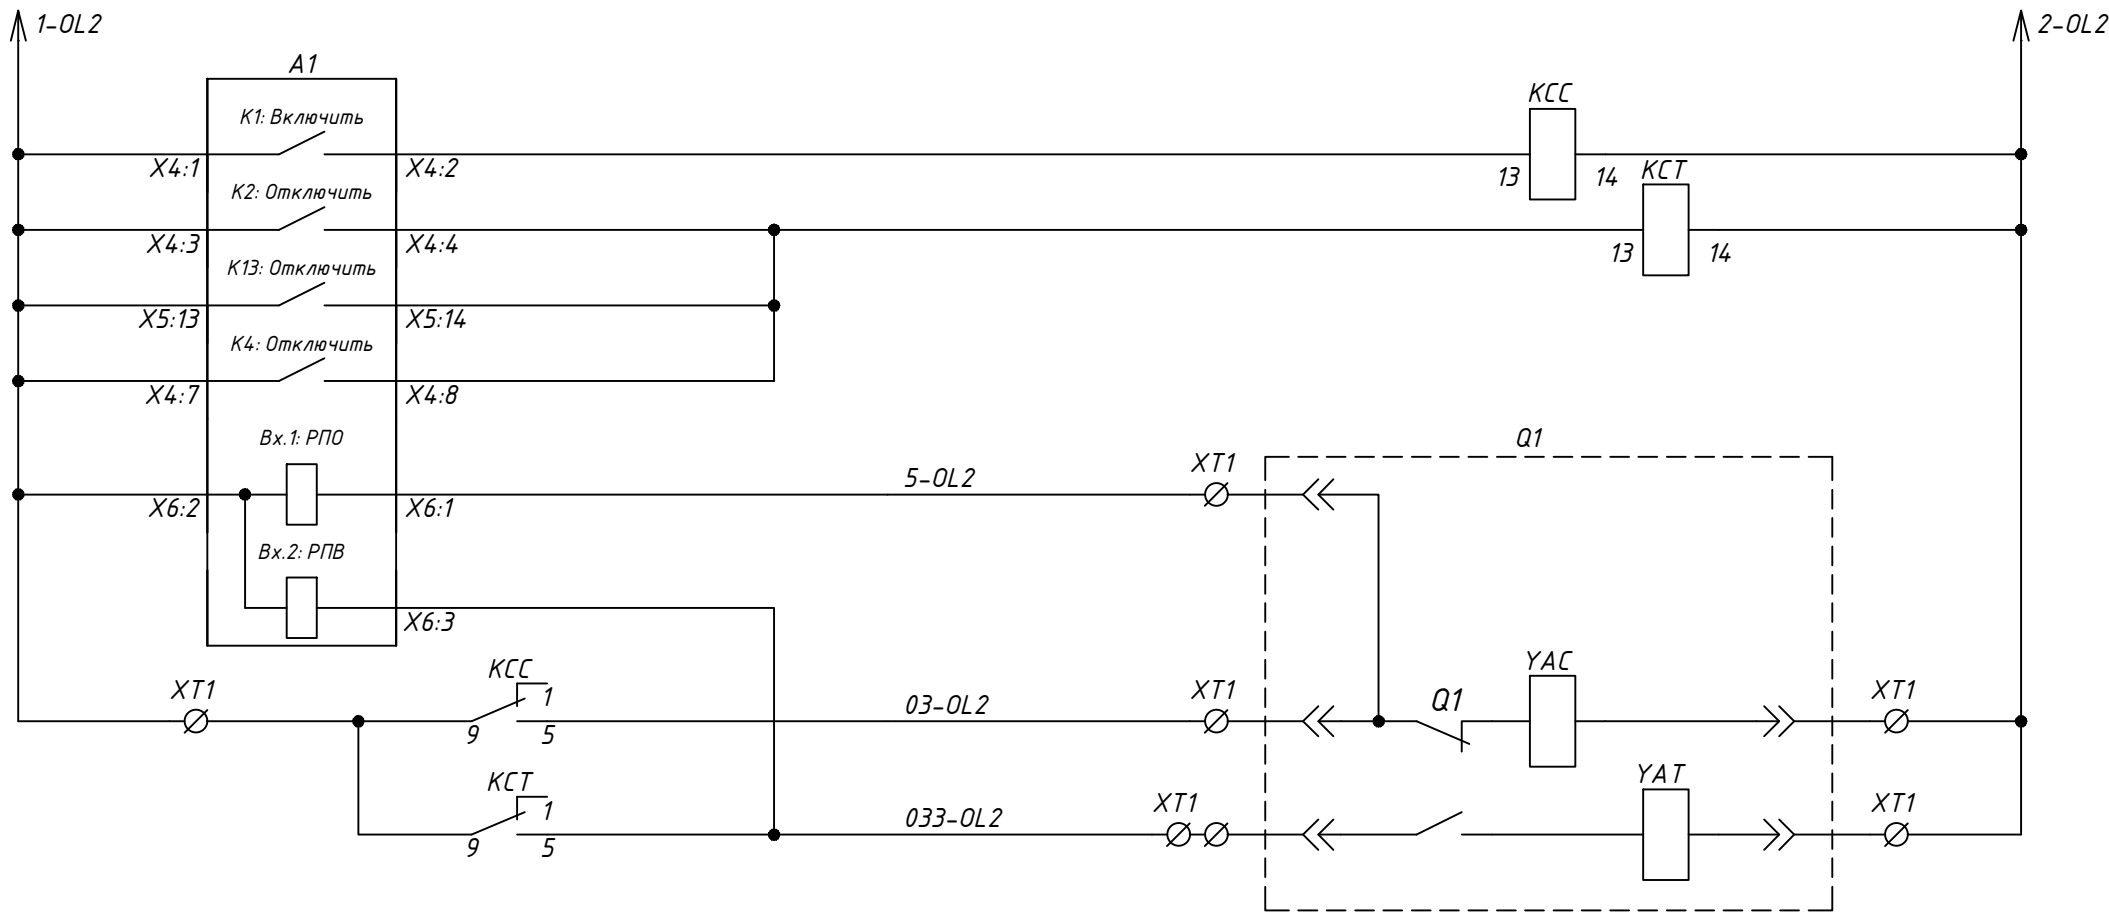 1-OL2
2-OL2
A1
K1: Включить
X4:1
X4:2
KCC
13
14
K2: Отключить
X4:3
X4:4
KCT
13
14
K13: Отключить
X5:13
X5:14
K4: Отключить
X4:7
X4:8
Вх.1: РПО
X6:2
X6:1
5-OL2
XT1
Q1
Вх.2: РПВ
X6:3
XT1
KCC
1
9
5
03-OL2
XT1
Q1
YAC
XT1
KCT
1
9
5
033-OL2
XT1
YAT
XT1